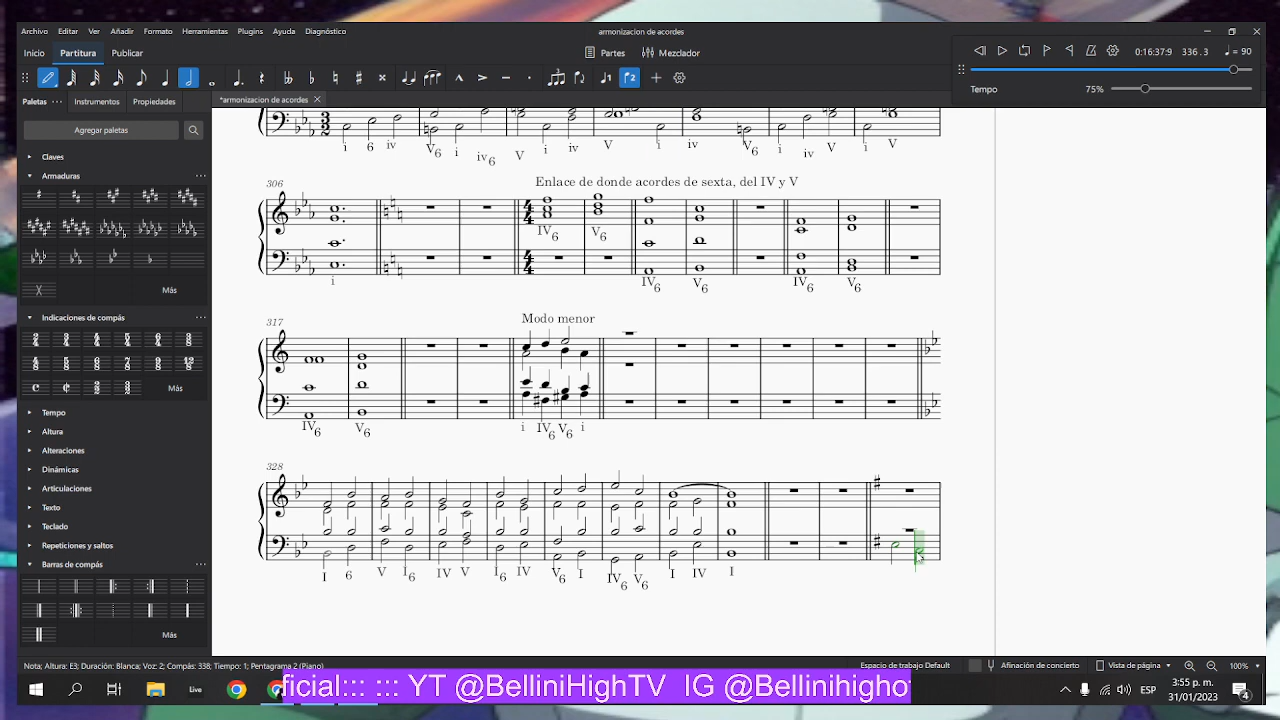 Archivo Editar Ver Añadir Formato Herramientas Plugins Ayuda Diagnóstico armonizacion de acordes
Inicio Partitura Publicar Partes Mezclador
0:16:37:9 336 . 3 = 90
Tempo 75%
Paletas Instrumentos Propiedades *armonizacion de acordes
Agregar paletas
Claves
Armaduras
Más
Indicaciones de compás
Más
Tempo
Altura
Alteraciones
Dinámicas
Articulaciones
Texto
Teclado
Repeticiones y saltos
Barras de compás
Más
i 6 iv V6 i iv6 V i iv V i iv V6 i iv V i V
306
Enlace de donde acordes de sexta, del IV y V
IV6 V6
i IV6 V6 IV6 V6
317
Modo menor
IV6 V6 i IV6 V6 i
328
I 6 V I6 IV V I6 IV V6 I IV6 V6 I IV I
Nota; Altura: E3; Duración: Blanca; Voz: 2; Compás: 338; Tiempo: 1; Pentagrama 2 (Piano) Espacio de trabajo Default Afinación de concierto Vista de página 100%
Live ficial::: ::: YT @BelliniHighTV IG @Bellinihigho
ESP 3:55 p. m.
31/01/2023 4